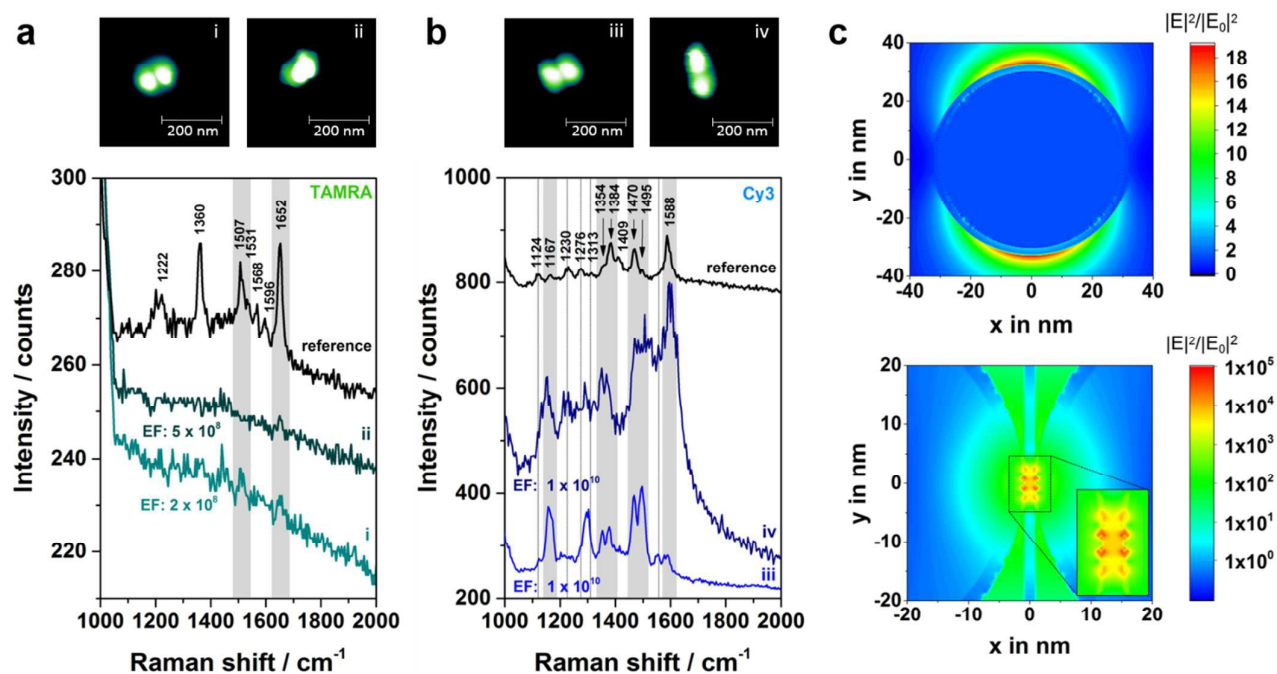 a
i
200 nm
ii
200 nm
b
iii
200 nm
iv
200 nm
c
300
290
280
270
260
250
240
230
220
TAMRA
1222
1360
1507
1531
1568
1596
1652
reference
ii
EF: 5 x 10⁸
EF: 2 x 10⁸
i
1000 1200 1400 1600 1800 2000
Intensity / counts
Raman shift / cm⁻¹
1000
800
600
400
200
Cy3
1124
1167
1230
1276
1313
1354
1384
1409
1470
1495
1588
reference
EF: 1 x 10¹⁰
iv
EF: 1 x 10¹⁰
iii
1000 1200 1400 1600 1800 2000
Intensity / counts
Raman shift / cm⁻¹
|E|²/|E₀|²
40
20
0
-20
-40
-40 -20 0 20 40
y in nm
x in nm
18
16
14
12
10
8
6
4
2
0
|E|²/|E₀|²
20
10
0
-10
-20
-20 -10 0 10 20
y in nm
x in nm
1x10⁵
1x10⁴
1x10³
1x10²
1x10¹
1x10⁰